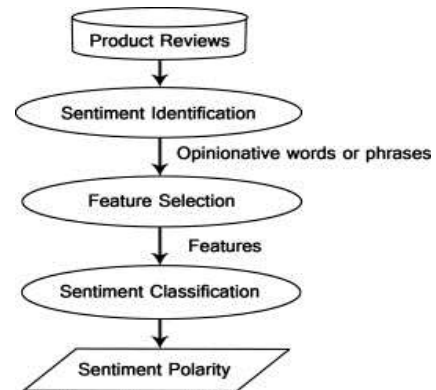 Product Reviews
Sentiment Identification
Opinionative words or phrases
Feature Selection
Features
Sentiment Classification
Sentiment Polarity